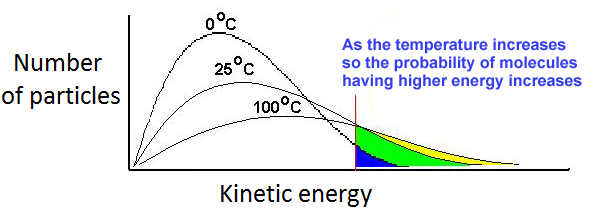 0°C
As the temperature increases
so the probability of molecules
having higher energy increases
Number
of particles
25°C
100°C
Kinetic energy